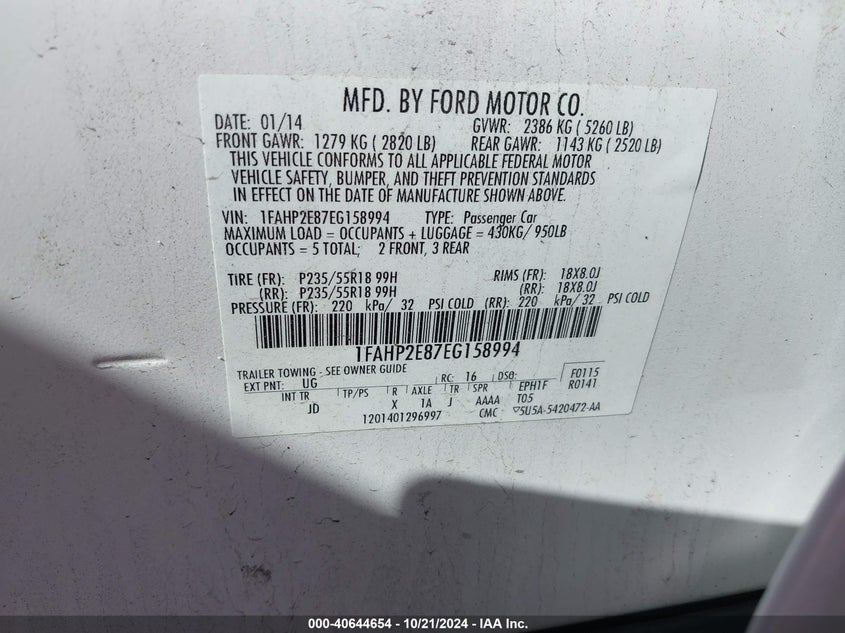 MFD. BY FORD MOTOR CO.
DATE: 01/14 GVWR: 2386 KG ( 5260 LB)
FRONT GAWR: 1279 KG ( 2820 LB) REAR GAWR: 1143 KG ( 2520 LB)
THIS VEHICLE CONFORMS TO ALL APPLICABLE FEDERAL MOTOR
VEHICLE SAFETY, BUMPER, AND THEFT PREVENTION STANDARDS
IN EFFECT ON THE DATE OF MANUFACTURE SHOWN ABOVE.
VIN: 1FAHP2E87EG158994 TYPE: Passenger Car
MAXIMUM LOAD = OCCUPANTS + LUGGAGE = 430KG/ 950LB
OCCUPANTS = 5 TOTAL; 2 FRONT, 3 REAR
TIRE (FR): P235/55R18 99H RIMS (FR): 18X8.0J
(RR): P235/55R18 99H (RR): 18X8.0J
PRESSURE (FR): 220 kPa/ 32 PSI COLD (RR): 220 kPa/ 32 PSI COLD
1FAHP2E87EG158994
TRAILER TOWING - SEE OWNER GUIDE
EXT PNT: UG RC: 16 DSO: F0115
INT TR TP/PS R AXLE TR SPR EPH1F R0141
JD X 1A J AAAA T05
1201401296997 CMC ▽5U5A-5420472-AA
000-40644654 - 10/21/2024 - IAA Inc.